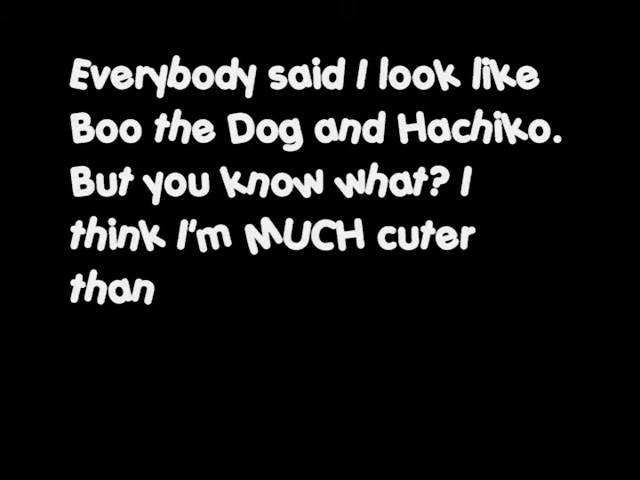 Everybody said I look like
Boo the Dog and Hachiko.
But you know what? I
think I'm MUCH cuter
than